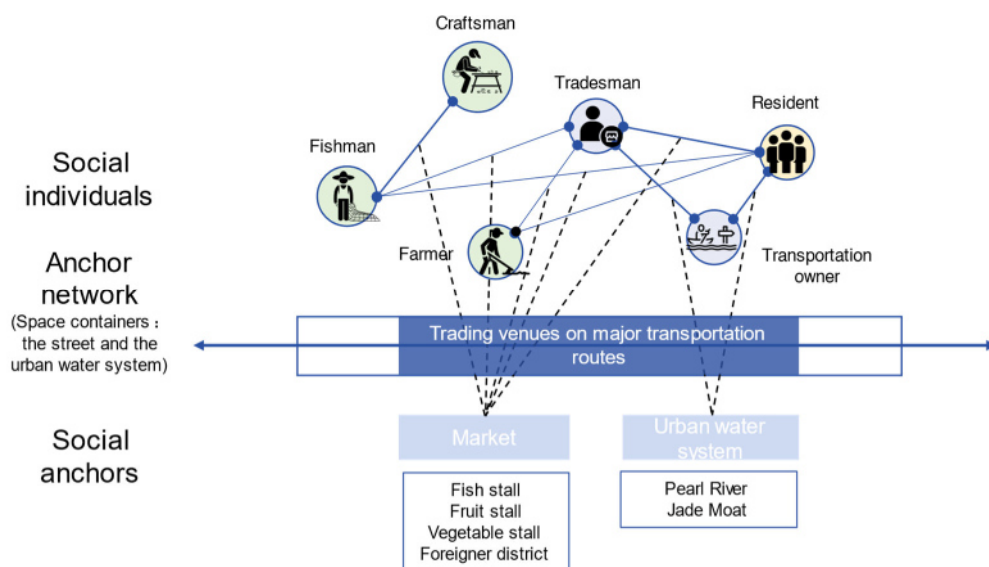 Craftsman
Tradesman
Resident
Fishman
Social
individuals
Farmer
Transportation
owner
Anchor
network
(Space containers：
the street and the
urban water system)
Trading venues on major transportation
routes
Social
anchors
Market
Urban water
system
Fish stall
Fruit stall
Vegetable stall
Foreigner district
Pearl River
Jade Moat